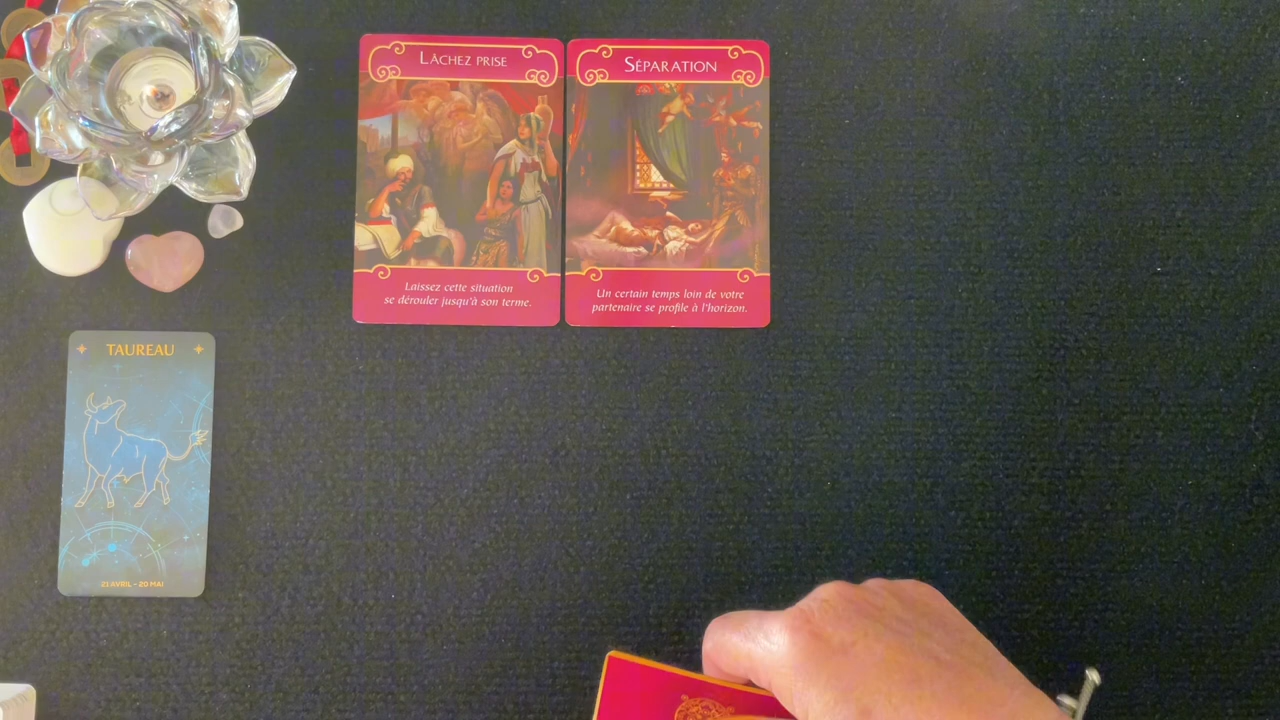 LÂCHEZ PRISE
Laissez cette situation
se dérouler jusqu'à son terme.
SÉPARATION
Un certain temps loin de votre
partenaire se profile à l'horizon.
TAUREAU
21 AVRIL - 20 MAI